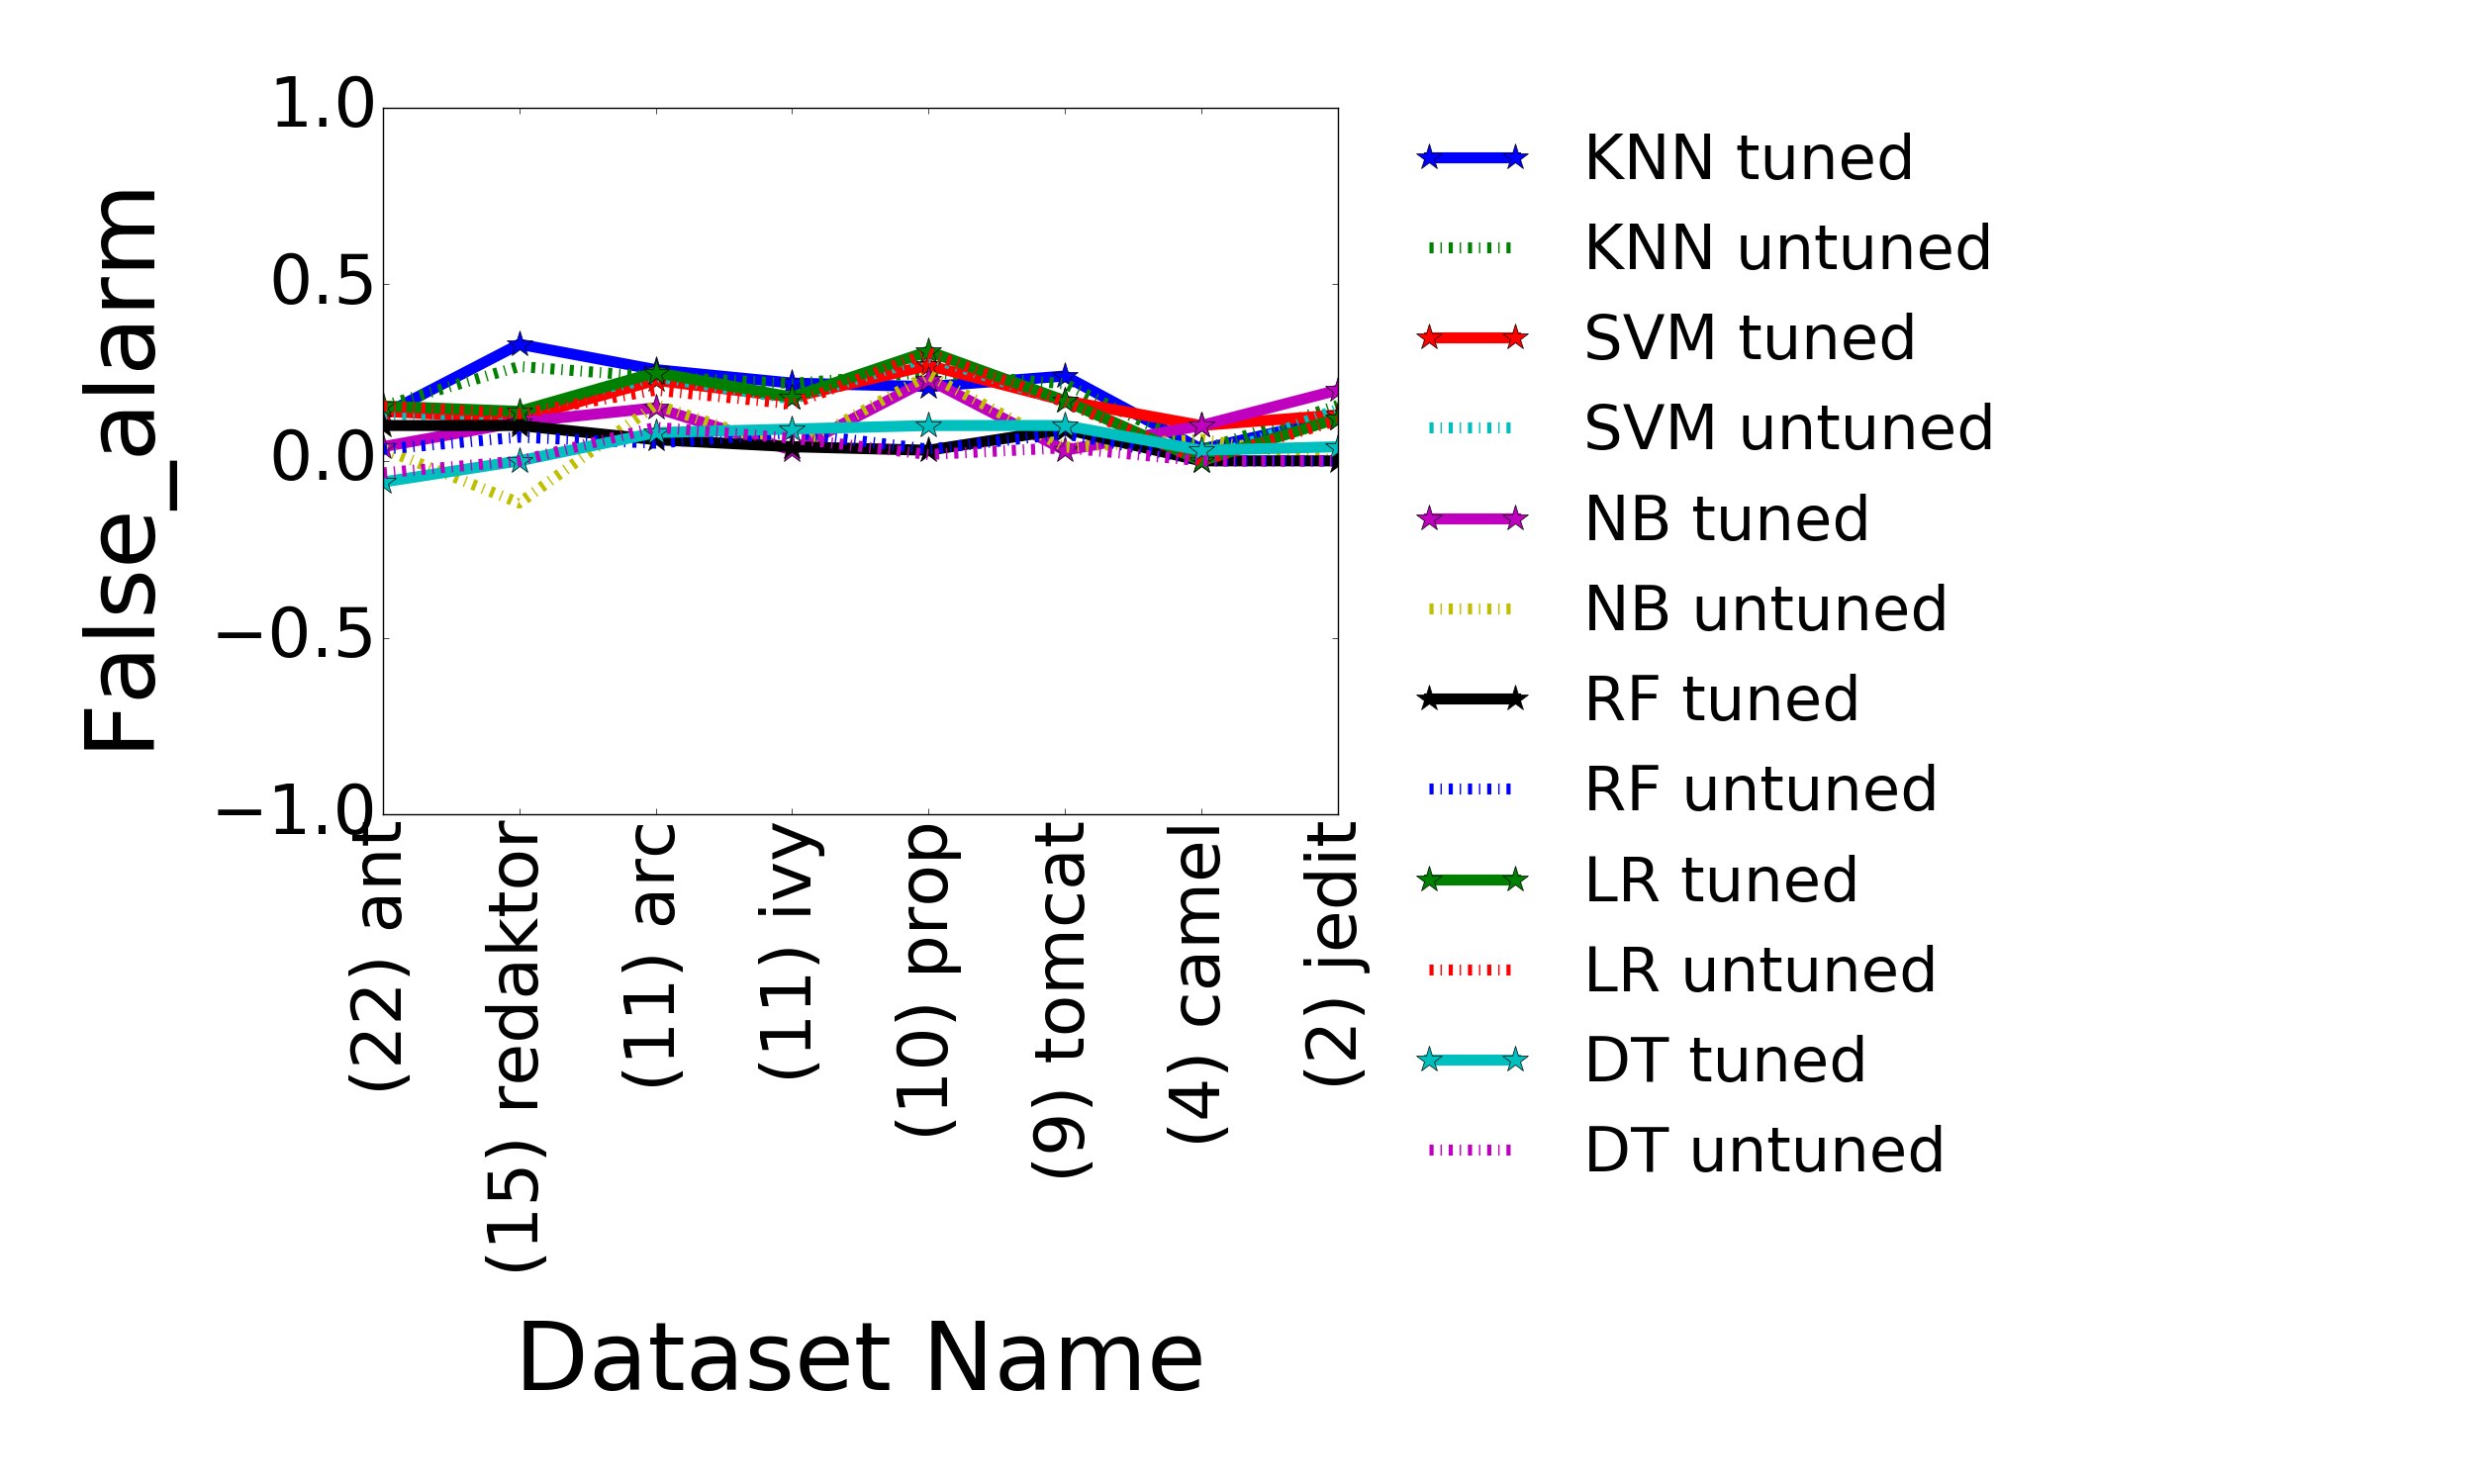 False_alarm
1.0
0.5
0.0
−0.5
−1.0
(22) ant
(15) redaktor
(11) arc
(11) ivy
(10) prop
(9) tomcat
(4) camel
(2) jedit
Dataset Name
KNN tuned
KNN untuned
SVM tuned
SVM untuned
NB tuned
NB untuned
RF tuned
RF untuned
LR tuned
LR untuned
DT tuned
DT untuned